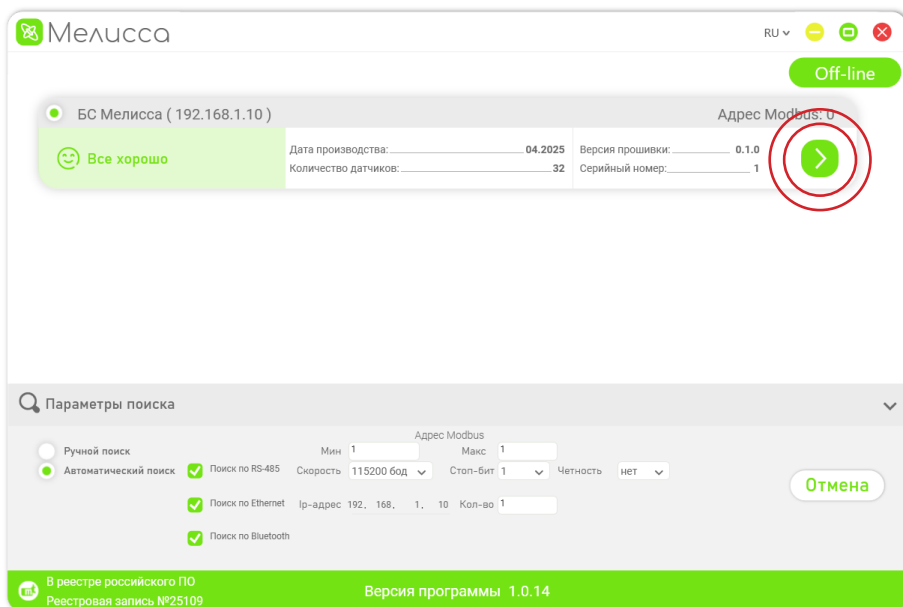 Мелисса
RU
Off-line
БС Мелисса ( 192.168.1.10 )
Адрес Modbus: 0
Все хорошо
Дата производства: 04.2025
Количество датчиков: 32
Версия прошивки: 0.1.0
Серийный номер: 1
Параметры поиска
Адрес Modbus
Ручной поиск
Мин 1 Макс 1
Автоматический поиск
Поиск по RS-485 Скорость 115200 бод Стоп-бит 1 Четность нет
Отмена
Поиск по Ethernet Ip-адрес 192. 168. 1. 10 Кол-во 1
Поиск по Bluetooth
В реестре российского ПО
Реестровая запись №25109
Версия программы 1.0.14